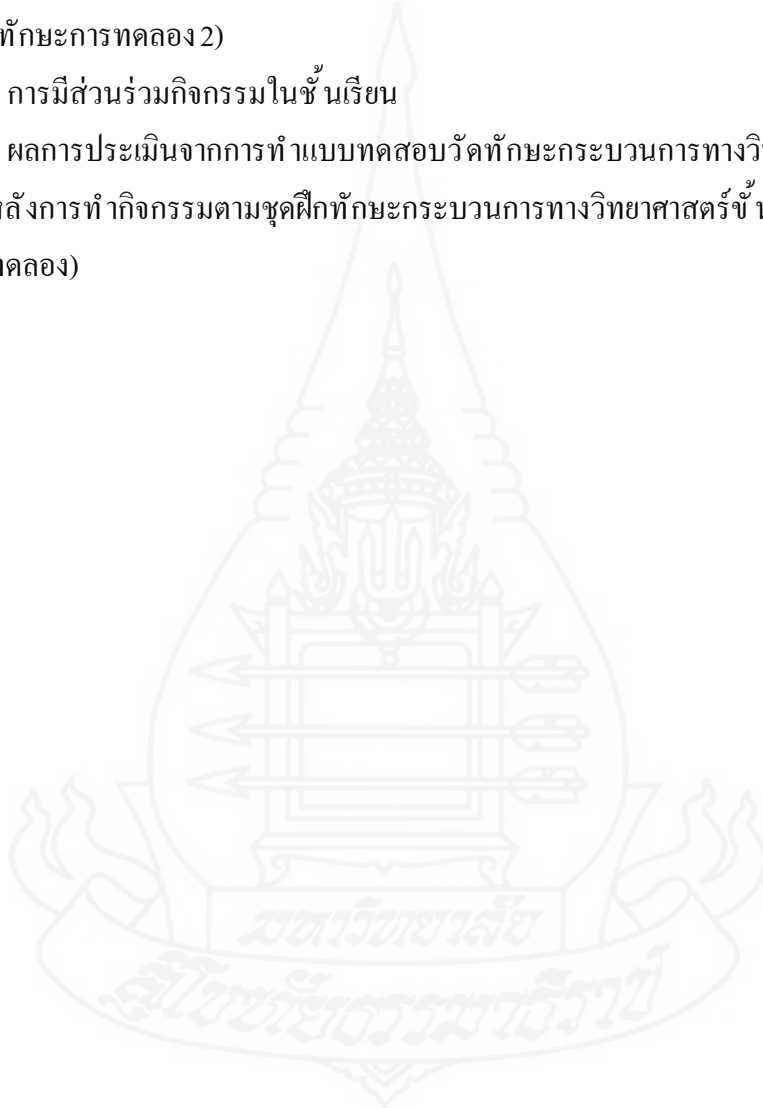 ทักษะการทดลอง 2)
การมีส่วนร่วมกิจกรรมในชั้นเรียน
ผลการประเมินจากการทำแบบทดสอบวัดทักษะกระบวนการทางวิ
หลังการทำกิจกรรมตามชุดฝึกทักษะกระบวนการทางวิทยาศาสตร์ขั้น
ทดลอง)
มหาวิทยาลัย
สุโขทัยธรรมาธิราช